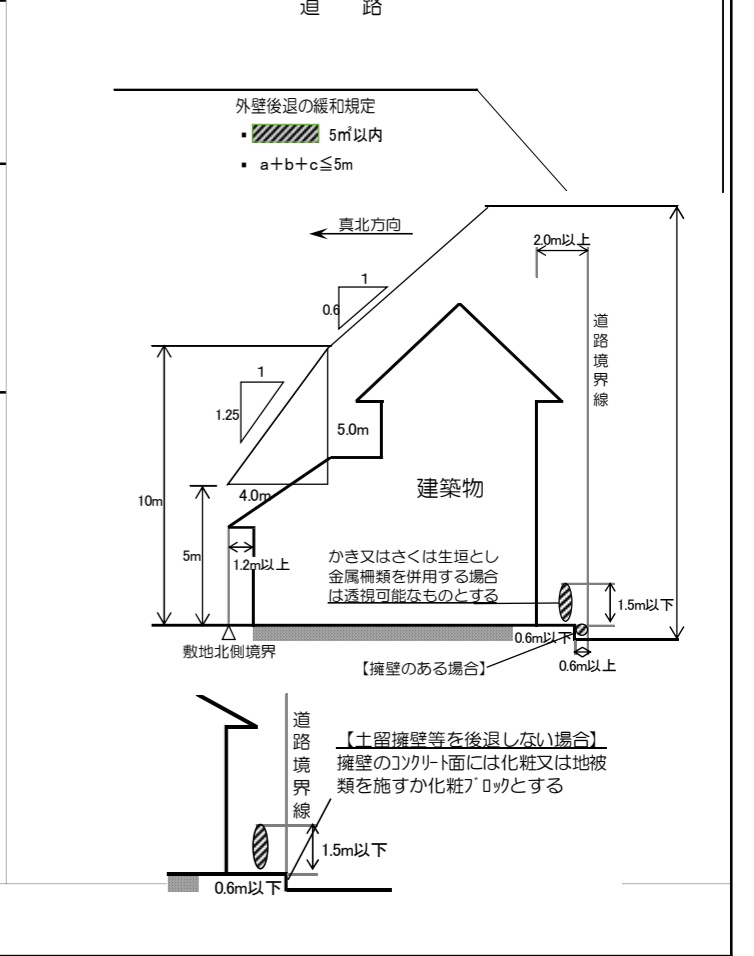 道 路
外壁後退の緩和規定
▪ 5㎡以内
▪ a+b+c≦5m
真北方向
2.0m以上
1
0.6
道路境界線
1
1.25
5.0m
建築物
4.0m
10m
5m
1.2m以上
かき又はさくは生垣とし
金属柵類を併用する場合
は透視可能なものとする
1.5m以下
0.6m以下
敷地北側境界
【擁壁のある場合】
0.6m以上
道路境界線
【土留擁壁等を後退しない場合】
擁壁のコンクリート面には化粧又は地被
類を施すか化粧ブロックとする
1.5m以下
0.6m以下